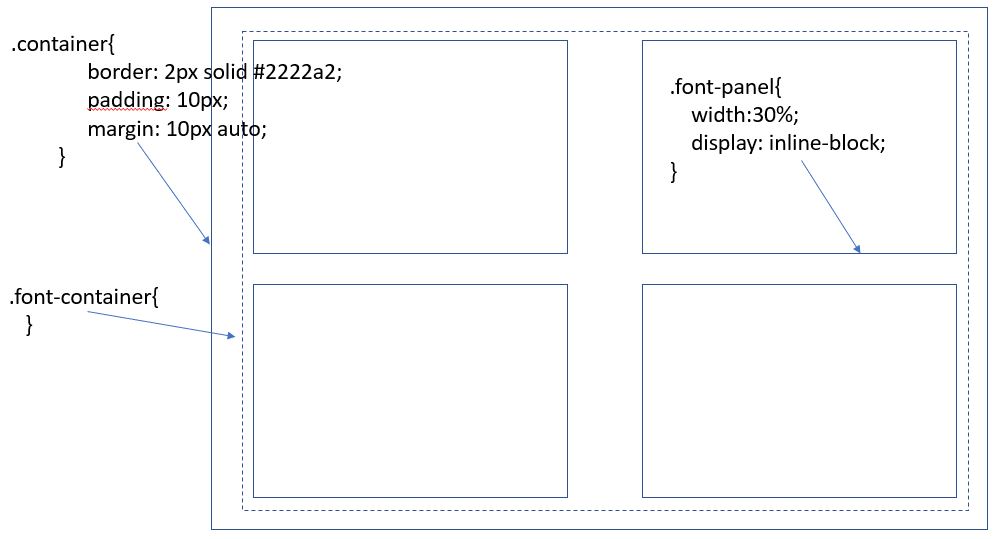 .container{
border: 2px solid #2222a2;
padding: 10px;
margin: 10px auto;
}
.font-panel{
width:30%;
display: inline-block;
}
.font-container{
}